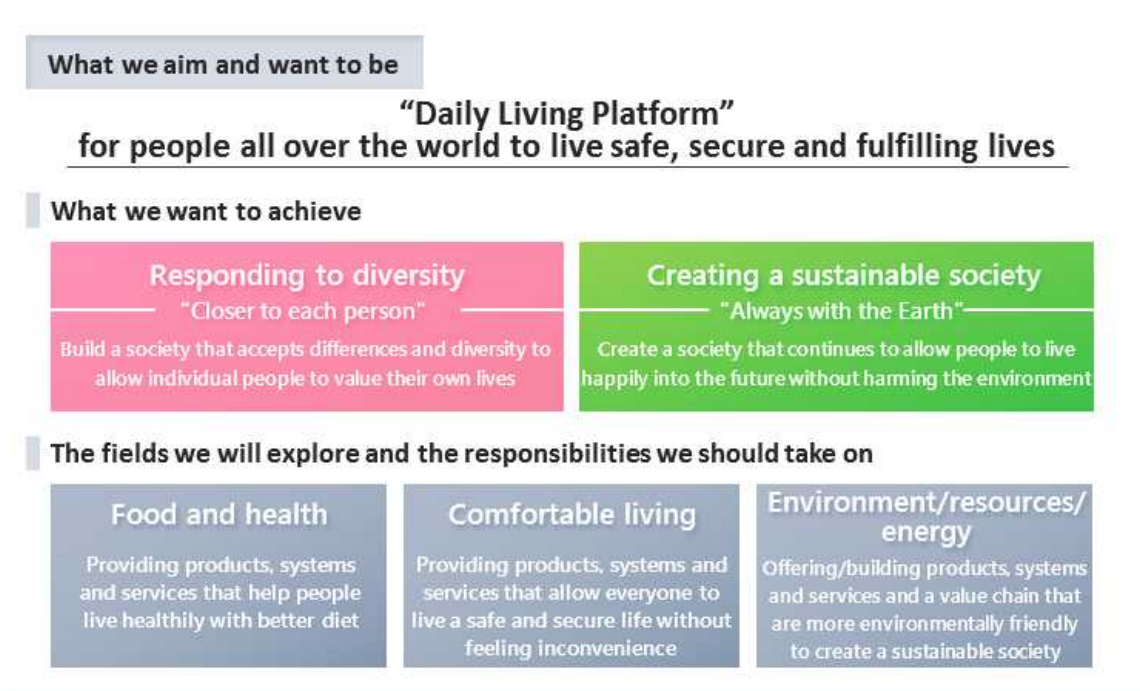 What we aim and want to be
“Daily Living Platform”
for people all over the world to live safe, secure and fulfilling lives
What we want to achieve
Responding to diversity
"Closer to each person"
Build a society that accepts differences and diversity to
allow individual people to value their own lives
Creating a sustainable society
"Always with the Earth"
Create a society that continues to allow people to live
happily into the future without harming the environment
The fields we will explore and the responsibilities we should take on
Food and health
Providing products, systems
and services that help people
live healthily with better diet
Comfortable living
Providing products, systems and
services that allow everyone to
live a safe and secure life without
feeling inconvenience
Environment/resources/
energy
Offering/building products, systems
and services and a value chain that
are more environmentally friendly
to create a sustainable society